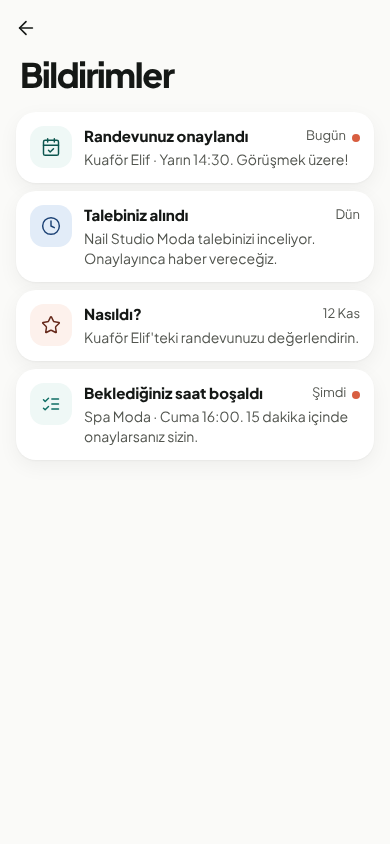 Bildirimler
Randevunuz onaylandı
Bugün
Kuaför Elif · Yarın 14:30. Görüşmek üzere!
Talebiniz alındı
Dün
Nail Studio Moda talebinizi inceliyor.
Onaylayınca haber vereceğiz.
Nasıldı?
12 Kas
Kuaför Elif'teki randevunuzu değerlendirin.
Beklediğiniz saat boşaldı
Şimdi
Spa Moda · Cuma 16:00. 15 dakika içinde
onaylarsanız sizin.